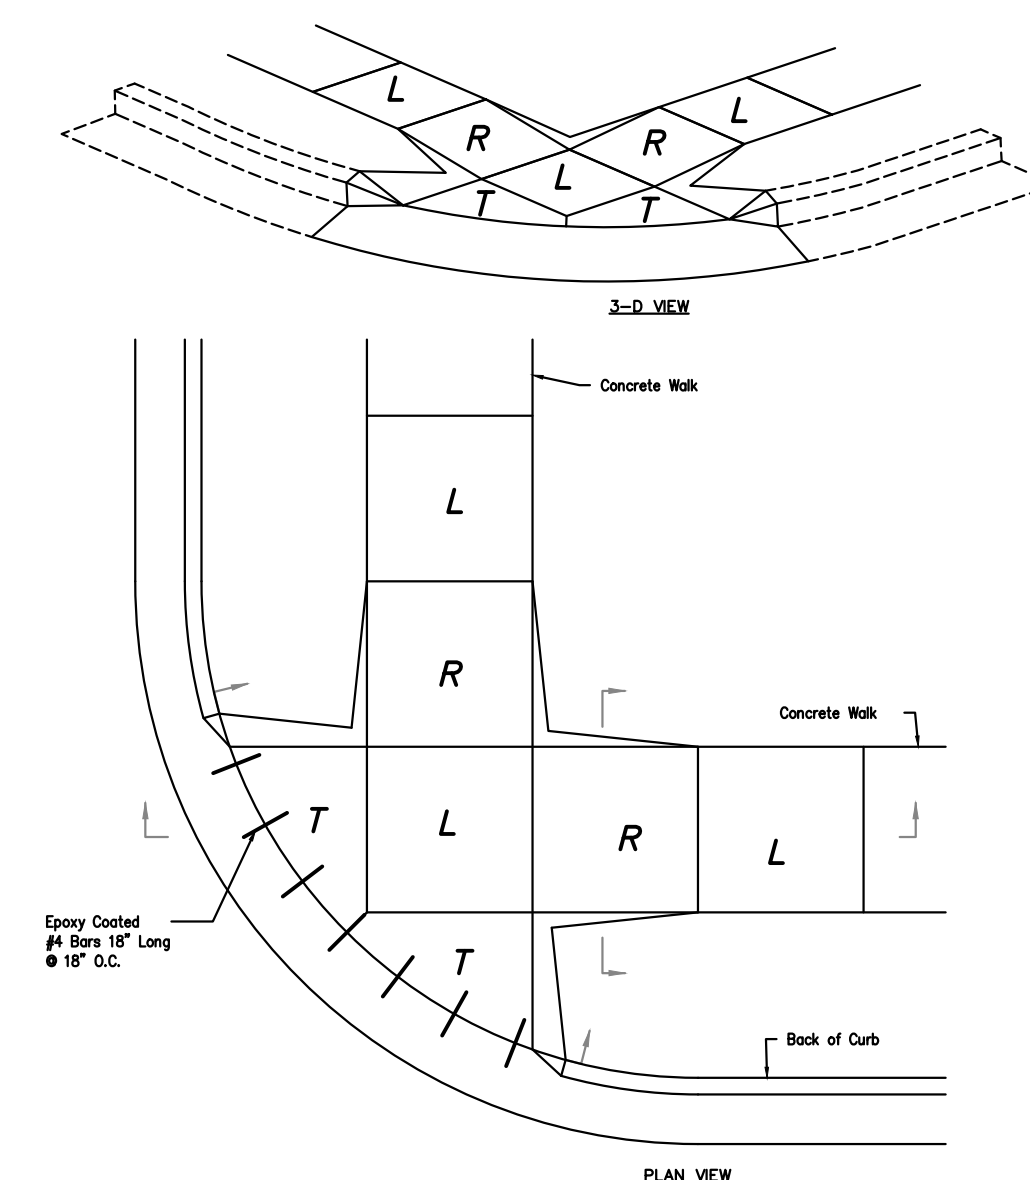 L
L
R
R
L
T
T
3-D VIEW
Concrete Walk
L
R
Concrete Walk
T
L
R
L
Epoxy Coated
#4 Bars 18" Long
@ 18" O.C.
T
Back of Curb
PLAN VIEW